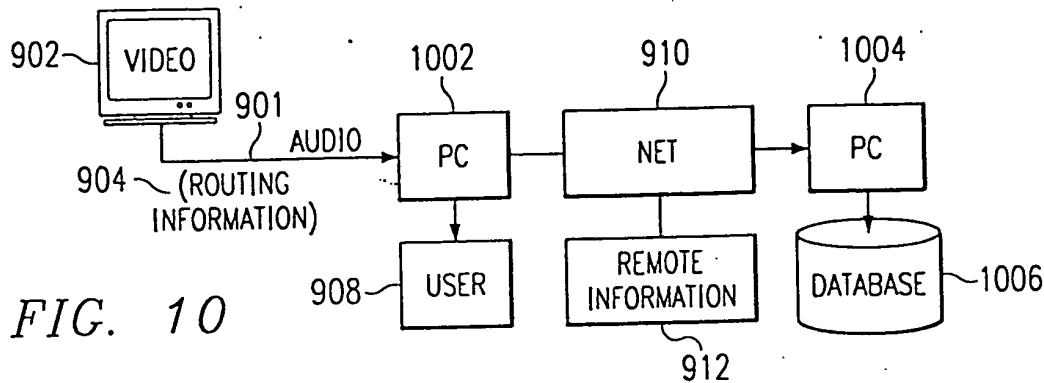 902
VIDEO
901
AUDIO
904
(ROUTING
INFORMATION)
1002
PC
908
USER
910
NET
REMOTE
INFORMATION
912
1004
PC
DATABASE
1006
FIG. 10